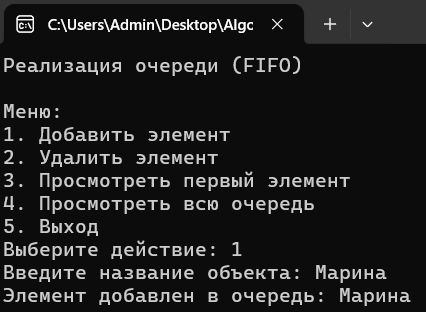 C:\Users\Admin\Desktop\Algc
Реализация очереди (FIFO)
Меню:
1. Добавить элемент
2. Удалить элемент
3. Просмотреть первый элемент
4. Просмотреть всю очередь
5. Выход
Выберите действие: 1
Введите название объекта: Марина
Элемент добавлен в очередь: Марина